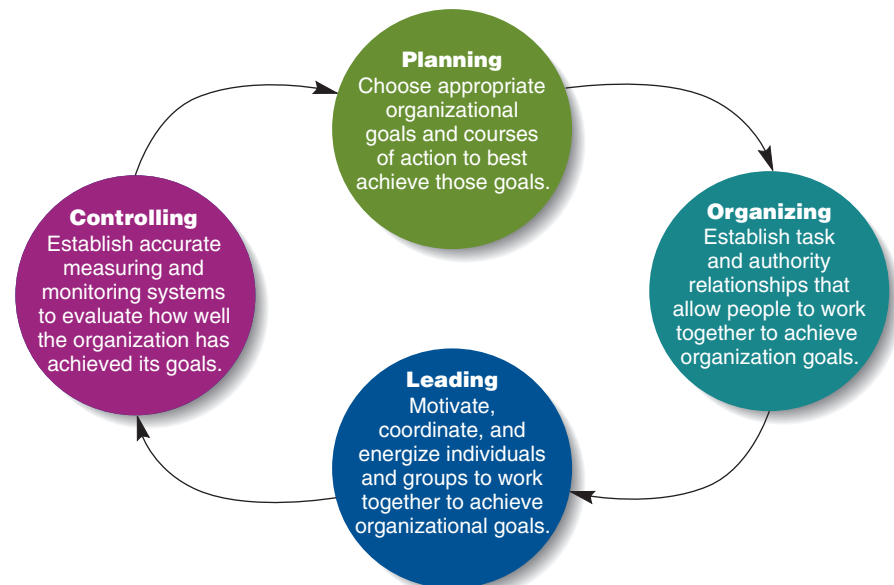 Planning
Choose appropriate
organizational
goals and courses
of action to best
achieve those goals.
Organizing
Establish task
and authority
relationships that
allow people to work
together to achieve
organization goals.
Leading
Motivate,
coordinate, and
energize individuals
and groups to work
together to achieve
organizational goals.
Controlling
Establish accurate
measuring and
monitoring systems
to evaluate how well
the organization has
achieved its goals.